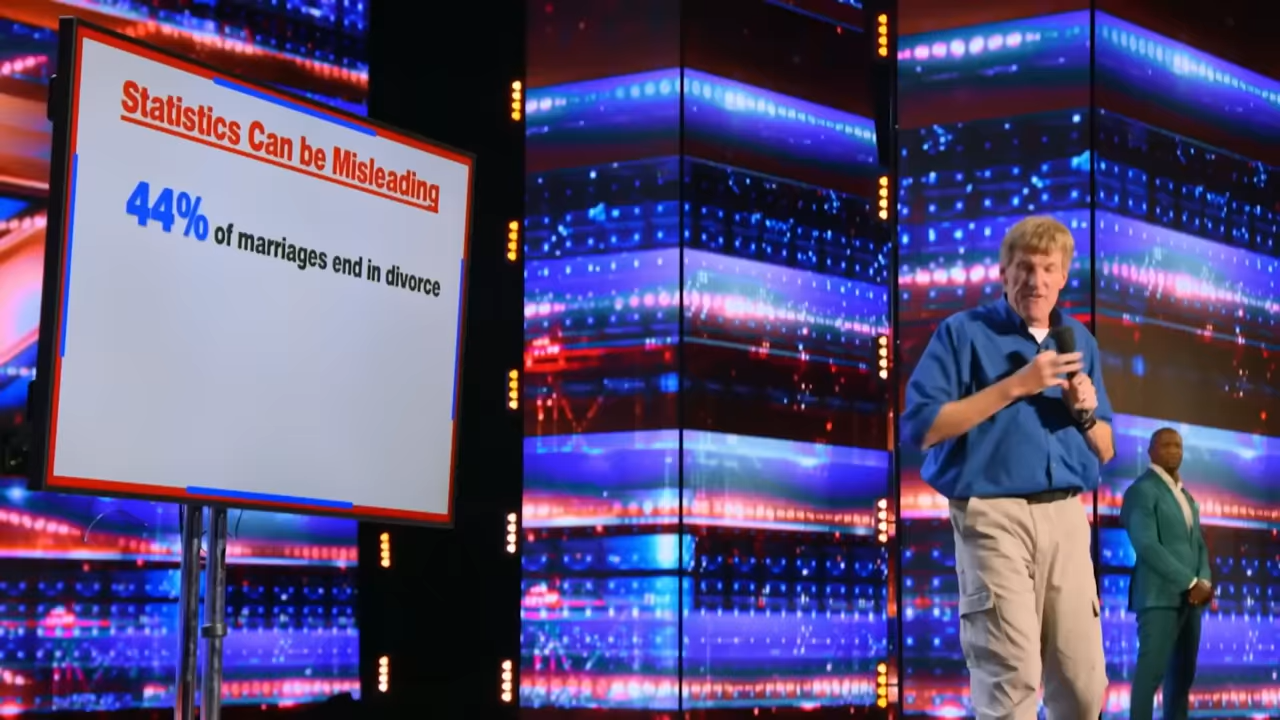 Statistics Can be Misleading
44% of marriages end in divorce